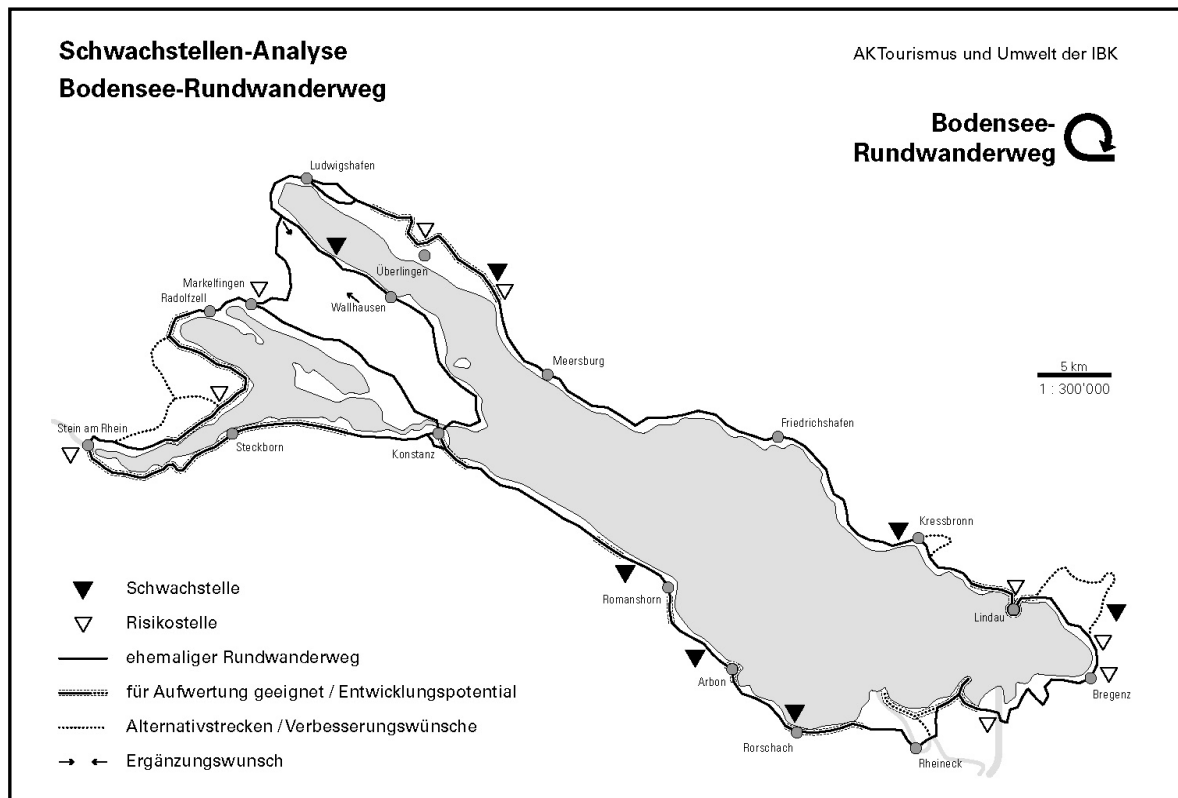 Schwachstellen-Analyse
Bodensee-Rundwanderweg
AK Tourismus und Umwelt der IBK
Bodensee-
Rundwanderweg
Ludwigshafen
Überlingen
Markelfingen
Radolfzell
Wallhausen
Meersburg
5 km
1 : 300'000
Stein am Rhein
Steckborn
Konstanz
Friedrichshafen
Kressbronn
Romanshorn
Lindau
Arbon
Bregenz
Rorschach
Rheineck
Schwachstelle
Risikostelle
ehemaliger Rundwanderweg
für Aufwertung geeignet / Entwicklungspotential
Alternativstrecken / Verbesserungswünsche
Ergänzungswunsch